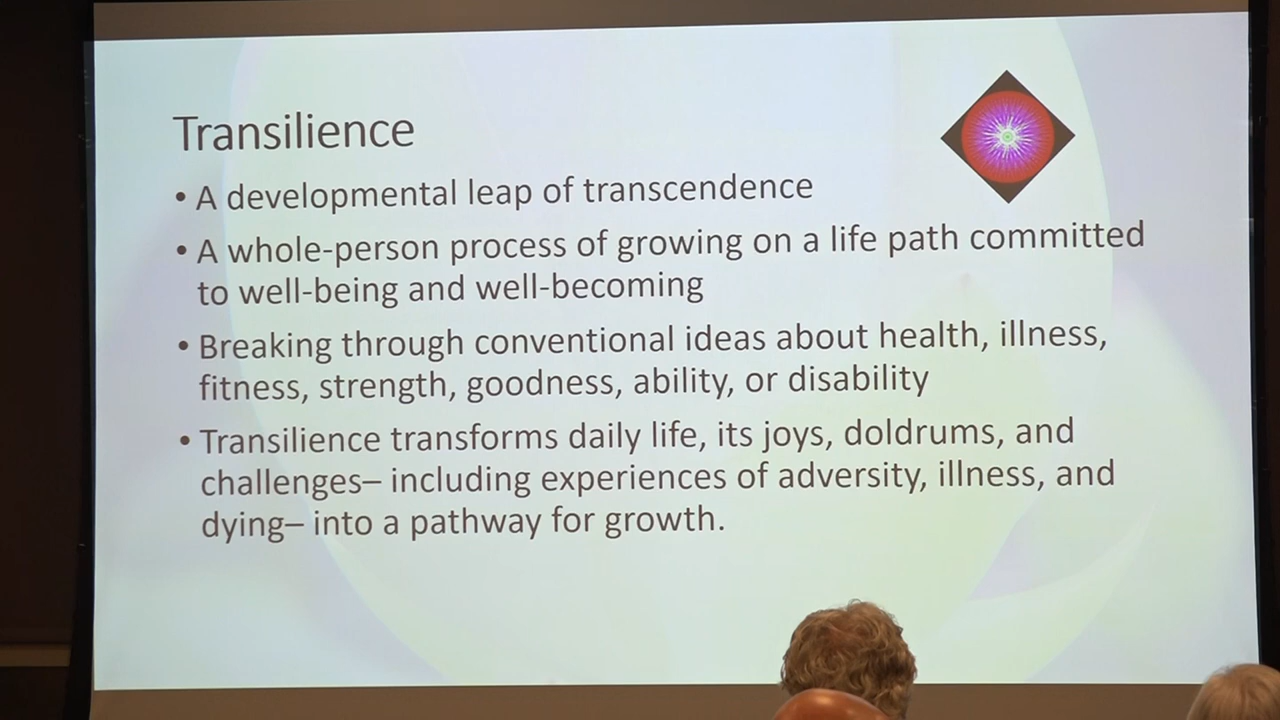 Transilience
• A developmental leap of transcendence
• A whole-person process of growing on a life path committed
to well-being and well-becoming
• Breaking through conventional ideas about health, illness,
fitness, strength, goodness, ability, or disability
• Transilience transforms daily life, its joys, doldrums, and
challenges– including experiences of adversity, illness, and
dying– into a pathway for growth.